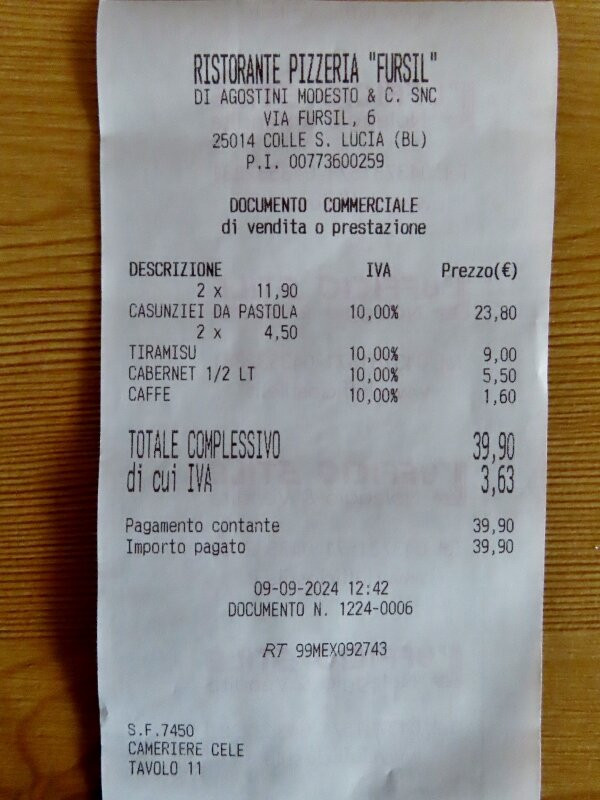 RISTORANTE PIZZERIA "FURSIL"
DI AGOSTINI MODESTO & C. SNC
VIA FURSIL, 6
25014 COLLE S. LUCIA (BL)
P.I. 00773600259
DOCUMENTO COMMERCIALE
di vendita o prestazione
DESCRIZIONE IVA Prezzo(€)
2 x 11,90
CASUNZIEI DA PASTOLA 10,00% 23,80
2 x 4,50
TIRAMISU 10,00% 9,00
CABERNET 1/2 LT 10,00% 5,50
CAFFE 10,00% 1,60
TOTALE COMPLESSIVO 39,90
di cui IVA 3,63
Pagamento contante 39,90
Importo pagato 39,90
09-09-2024 12:42
DOCUMENTO N. 1224-0006
RT 99MEX092743
S.F.7450
CAMERIERE CELE
TAVOLO 11